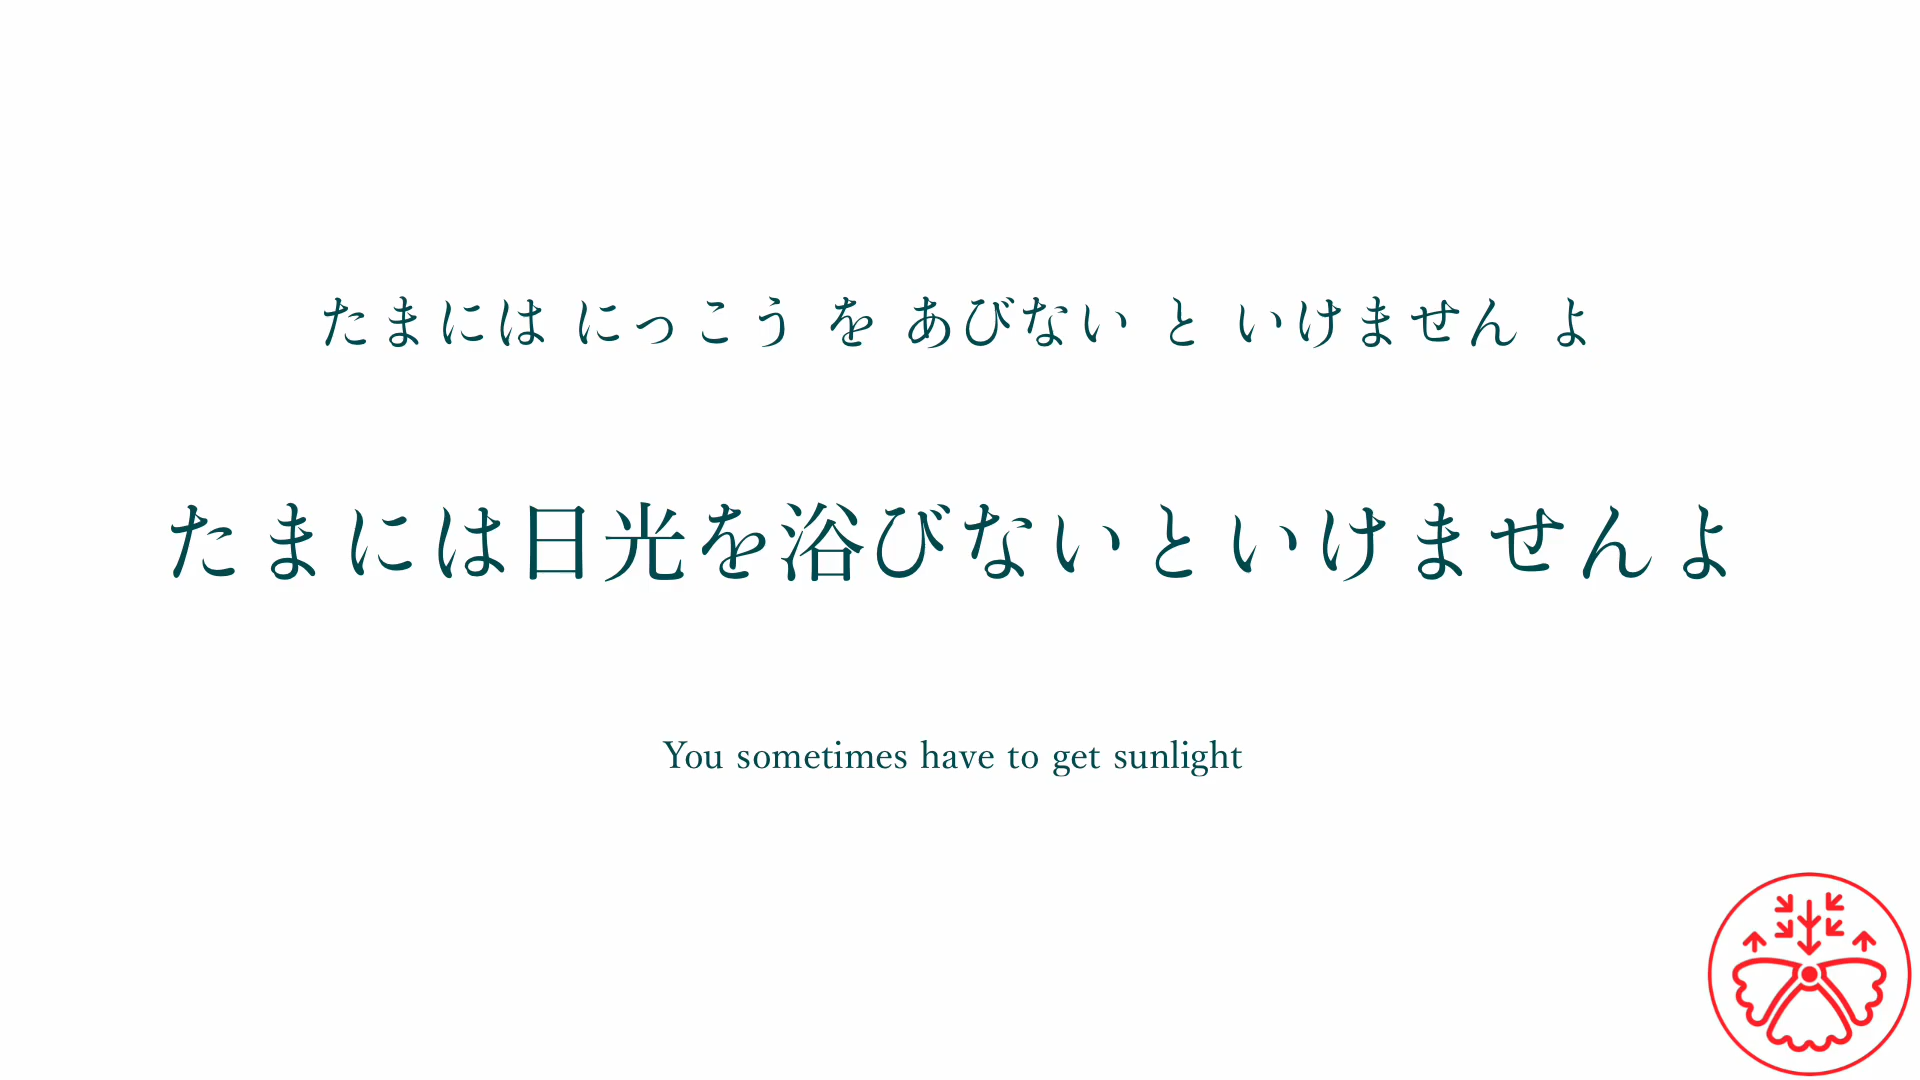 たまには にっこう を あびない と いけません よ
たまには日光を浴びないといけませんよ
You sometimes have to get sunlight